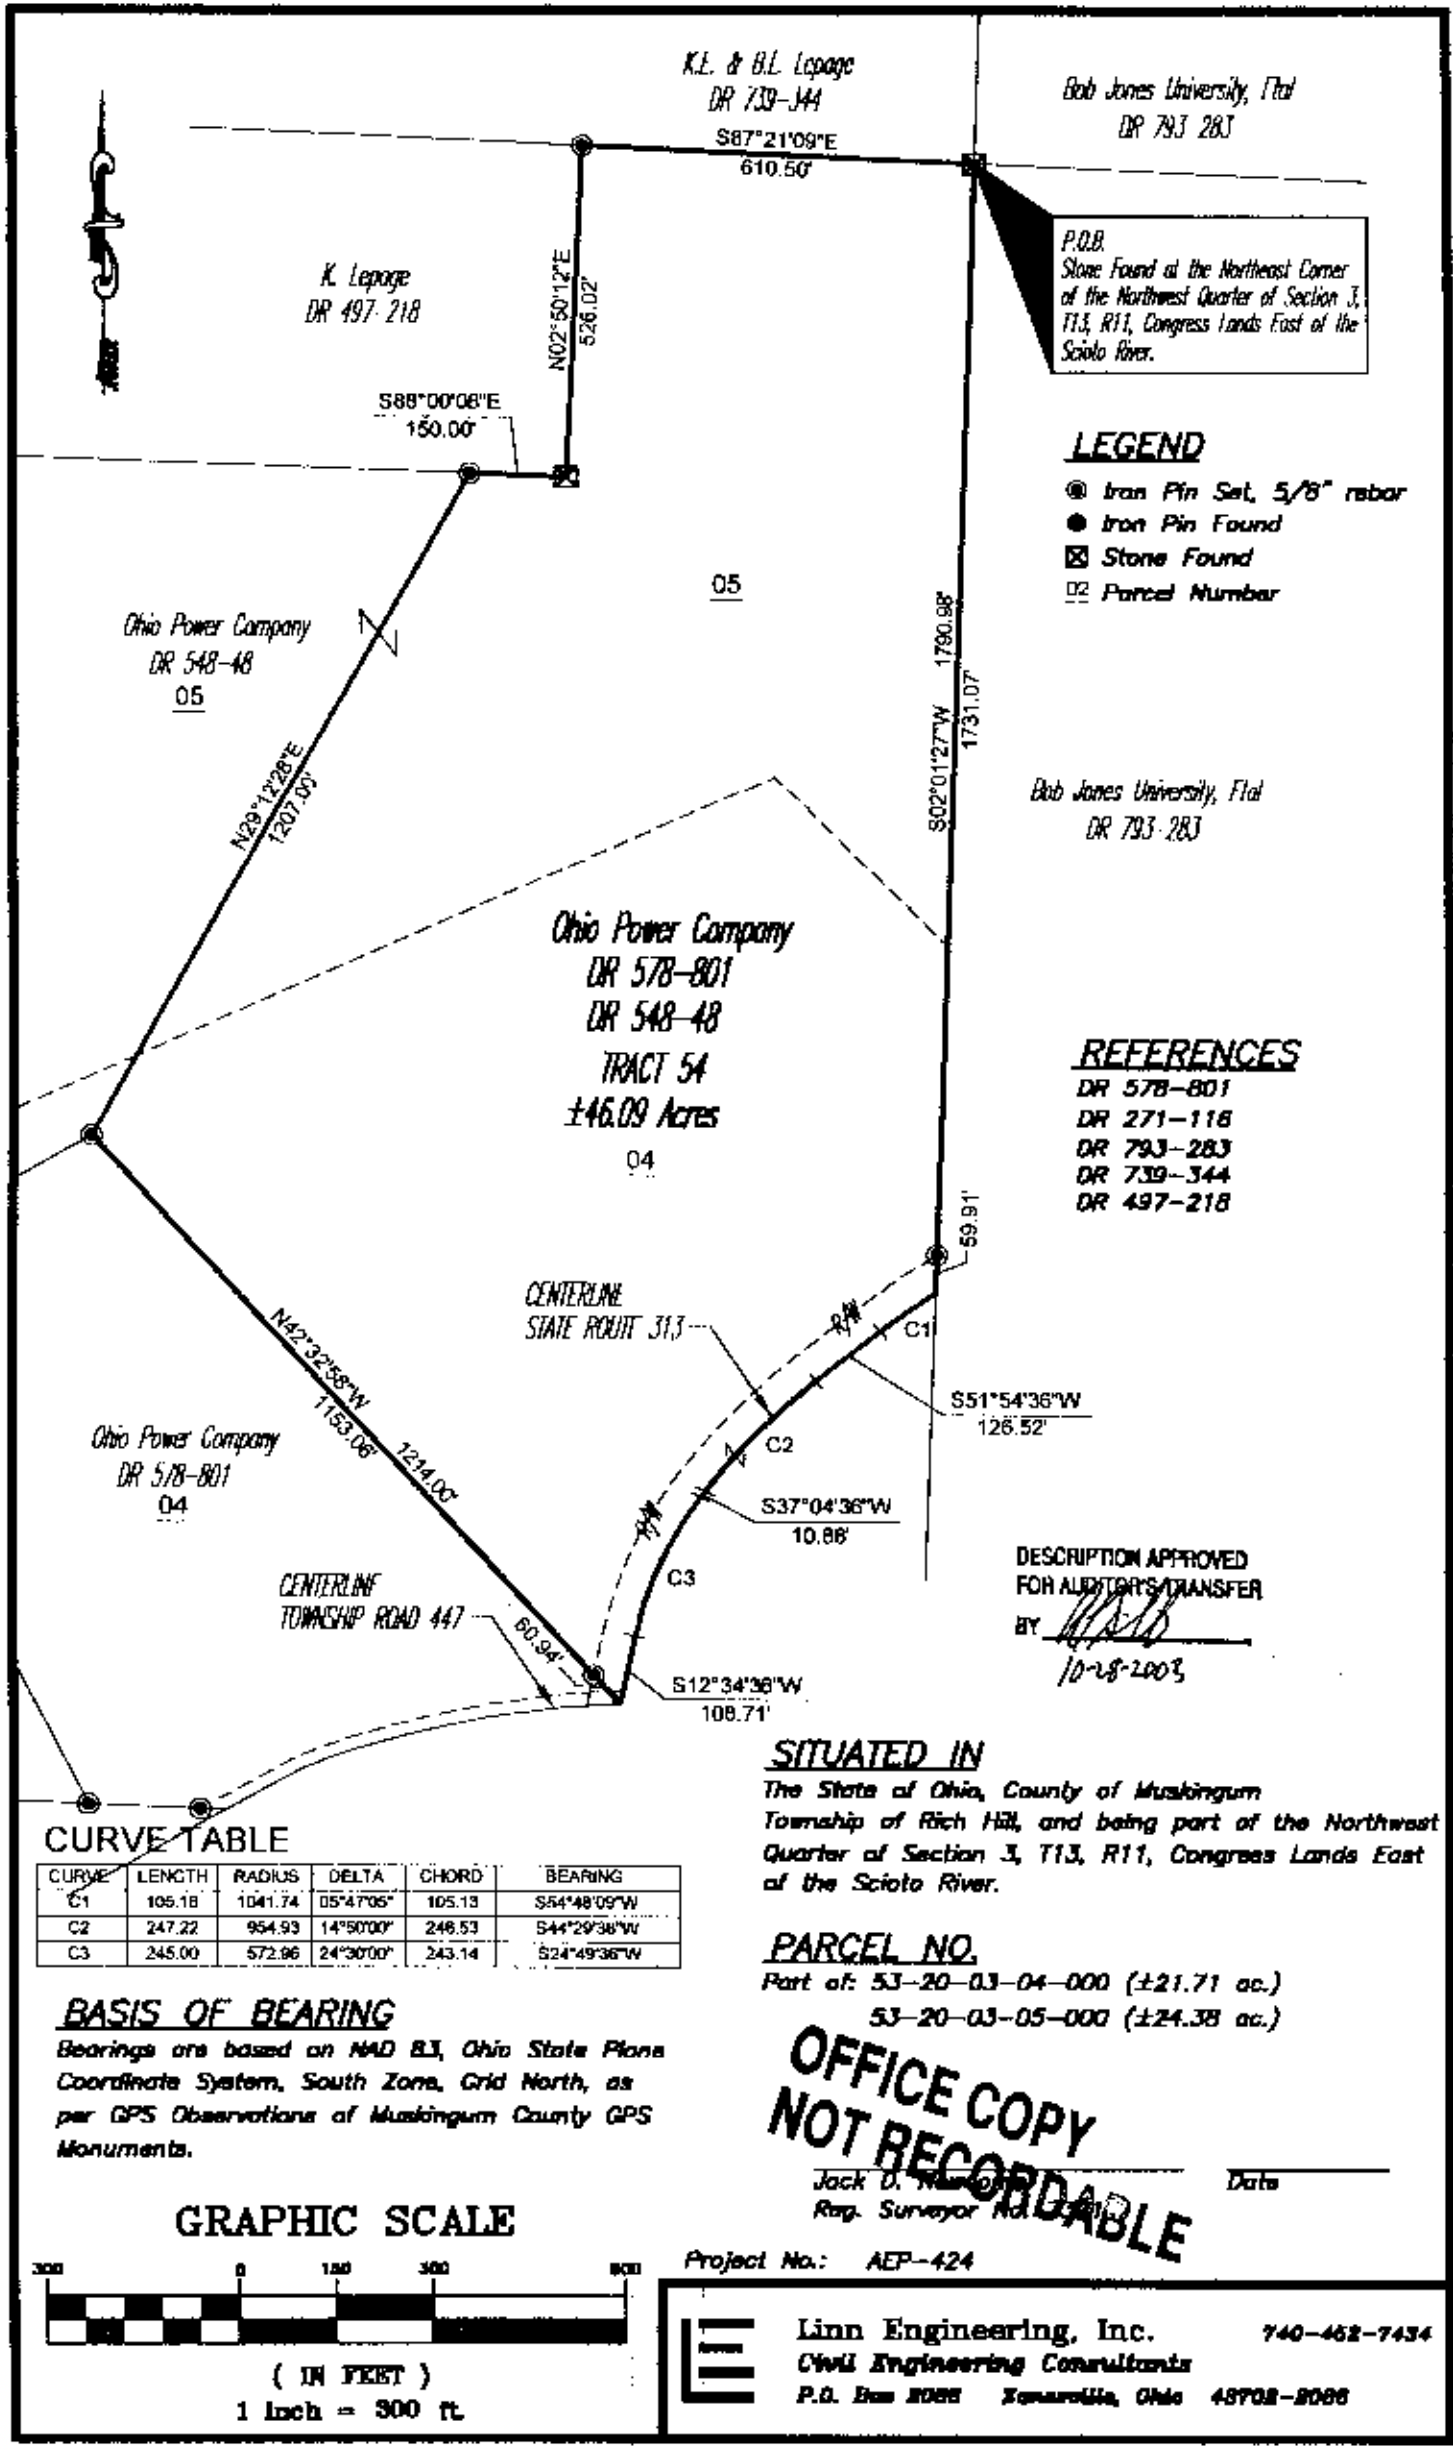 K.E. & B.L. Lepage
DR 739-344
Bob Jones University, Etal
DR 793-283
S87°21'09"E
610.50'
P.O.B.
Stone Found at the Northeast Corner
of the Northwest Quarter of Section 3,
T13, R11, Congress Lands East of the
Scioto River.
K. Lepage
DR 497-218
N02°50'12"E
526.02'
S88°00'08"E
150.00'
LEGEND
Iron Pin Set, 5/8" rebar
Iron Pin Found
Stone Found
02 Parcel Number
05
Ohio Power Company
DR 548-48
05
S02°01'27"W 1790.98'
1731.07'
N29°12'28"E
1207.00'
Bob Jones University, Etal
DR 793-283
Ohio Power Company
DR 578-801
DR 548-48
TRACT 54
±46.09 Acres
04
REFERENCES
DR 578-801
DR 271-118
DR 793-283
DR 739-344
DR 497-218
59.91'
CENTERLINE
STATE ROUTE 313
R/W
C1
S51°54'36"W
126.52'
N42°32'58"W
1153.06'
1214.00'
C2
Ohio Power Company
DR 578-801
04
S37°04'36"W
10.88'
R/W
C3
CENTERLINE
TOWNSHIP ROAD 447
60.94'
S12°34'36"W
108.71'
DESCRIPTION APPROVED
FOR AUDITOR'S TRANSFER
BY
10-28-2003
SITUATED IN
The State of Ohio, County of Muskingum
Township of Rich Hill, and being part of the Northwest
Quarter of Section 3, T13, R11, Congress Lands East
of the Scioto River.
CURVE TABLE
CURVE LENGTH RADIUS DELTA CHORD BEARING
C1 105.18 1041.74 05°47'05" 105.13 S54°48'09"W
C2 247.22 954.93 14°50'00" 246.53 S44°29'36"W
C3 245.00 572.96 24°30'00" 243.14 S24°49'36"W
PARCEL NO.
Part of: 53-20-03-04-000 (±21.71 ac.)
53-20-03-05-000 (±24.38 ac.)
BASIS OF BEARING
Bearings are based on NAD 83, Ohio State Plane
Coordinate System, South Zone, Grid North, as
per GPS Observations of Muskingum County GPS
Monuments.
OFFICE COPY
NOT RECORDABLE
Jack D.
Reg. Surveyor No.
Date
GRAPHIC SCALE
300 0 150 300 600
( IN FEET )
1 inch = 300 ft.
Project No.: AEP-424
Linn Engineering, Inc. 740-452-7434
Civil Engineering Consultants
P.O. Box 2086 Zanesville, Ohio 43702-2086